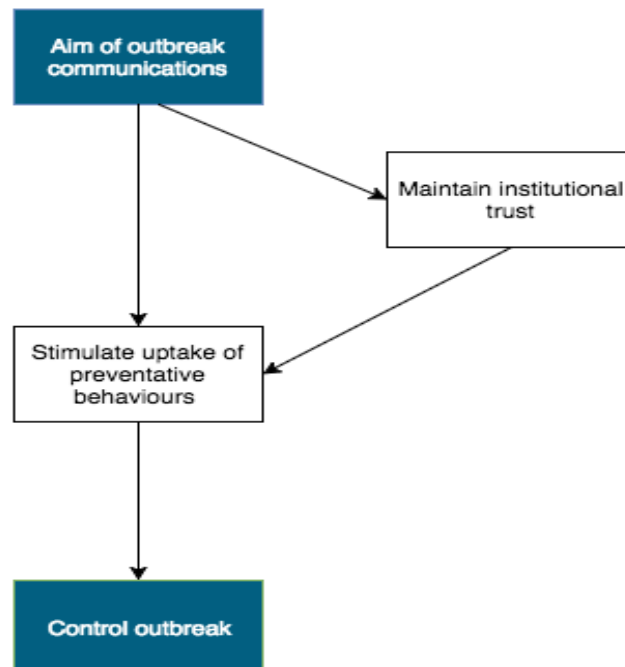 Aim of outbreak
communications
Maintain institutional
trust
Stimulate uptake of
preventative
behaviours
Control outbreak